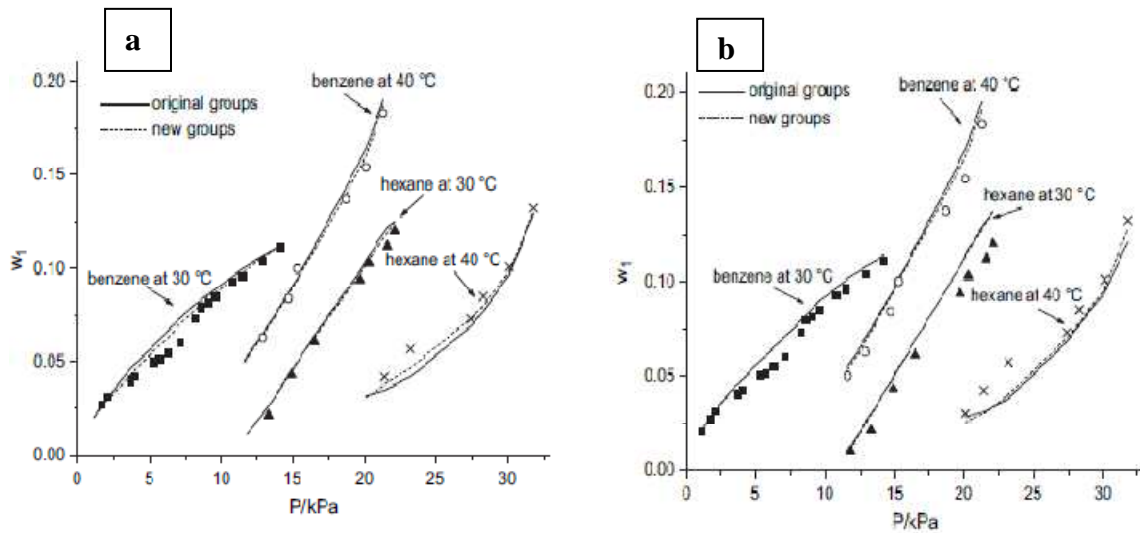 a
0.20
0.15
0.10
0.05
0.00
w₁
original groups
new groups
benzene at 40 °C
hexane at 30 °C
benzene at 30 °C
hexane at 40 °C
0 5 10 15 20 25 30
P/kPa
b
0.20
0.15
0.10
0.05
0.00
w₁
original groups
new groups
benzene at 40 °C
hexane at 30 °C
benzene at 30 °C
hexane at 40 °C
0 5 10 15 20 25 30
P/kPa